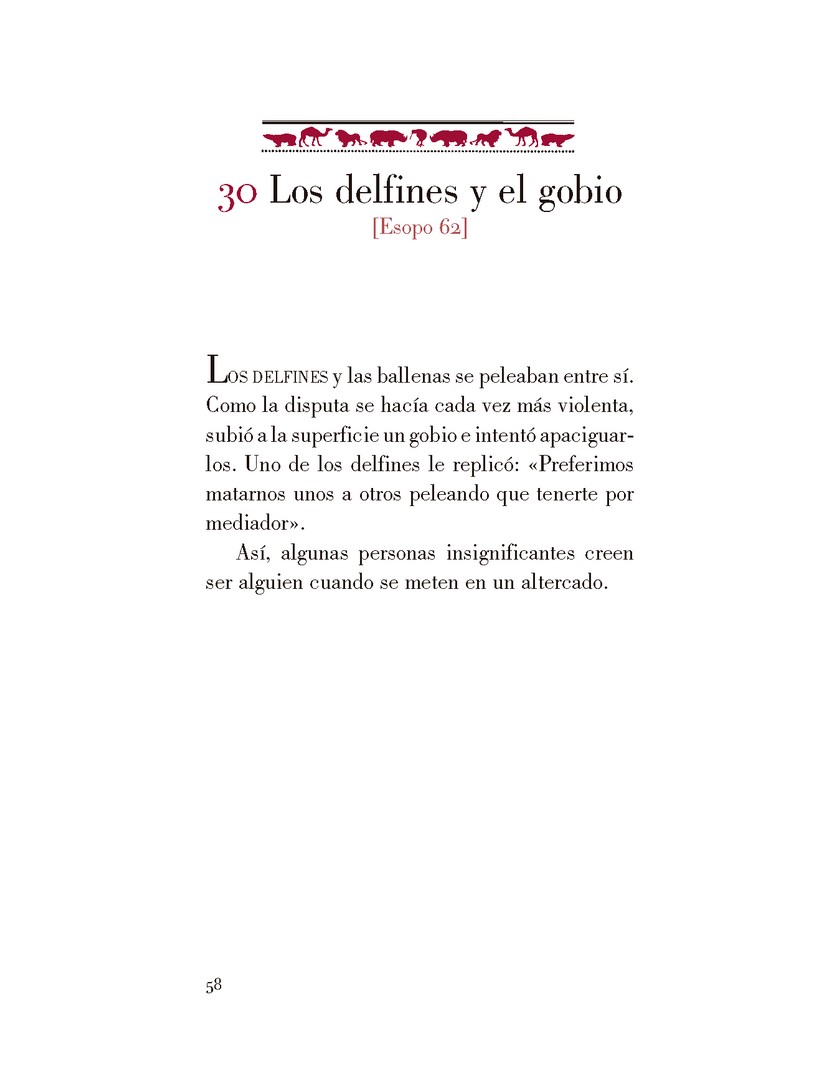 30 Los delfines y el gobio
[Esopo 62]
Los DELFINES y las ballenas se peleaban entre sí.
Como la disputa se hacía cada vez más violenta,
subió a la superficie un gobio e intentó apaciguar-
los. Uno de los delfines le replicó: «Preferimos
matarnos unos a otros peleando que tenerte por
mediador».
Así, algunas personas insignificantes creen
ser alguien cuando se meten en un altercado.
58